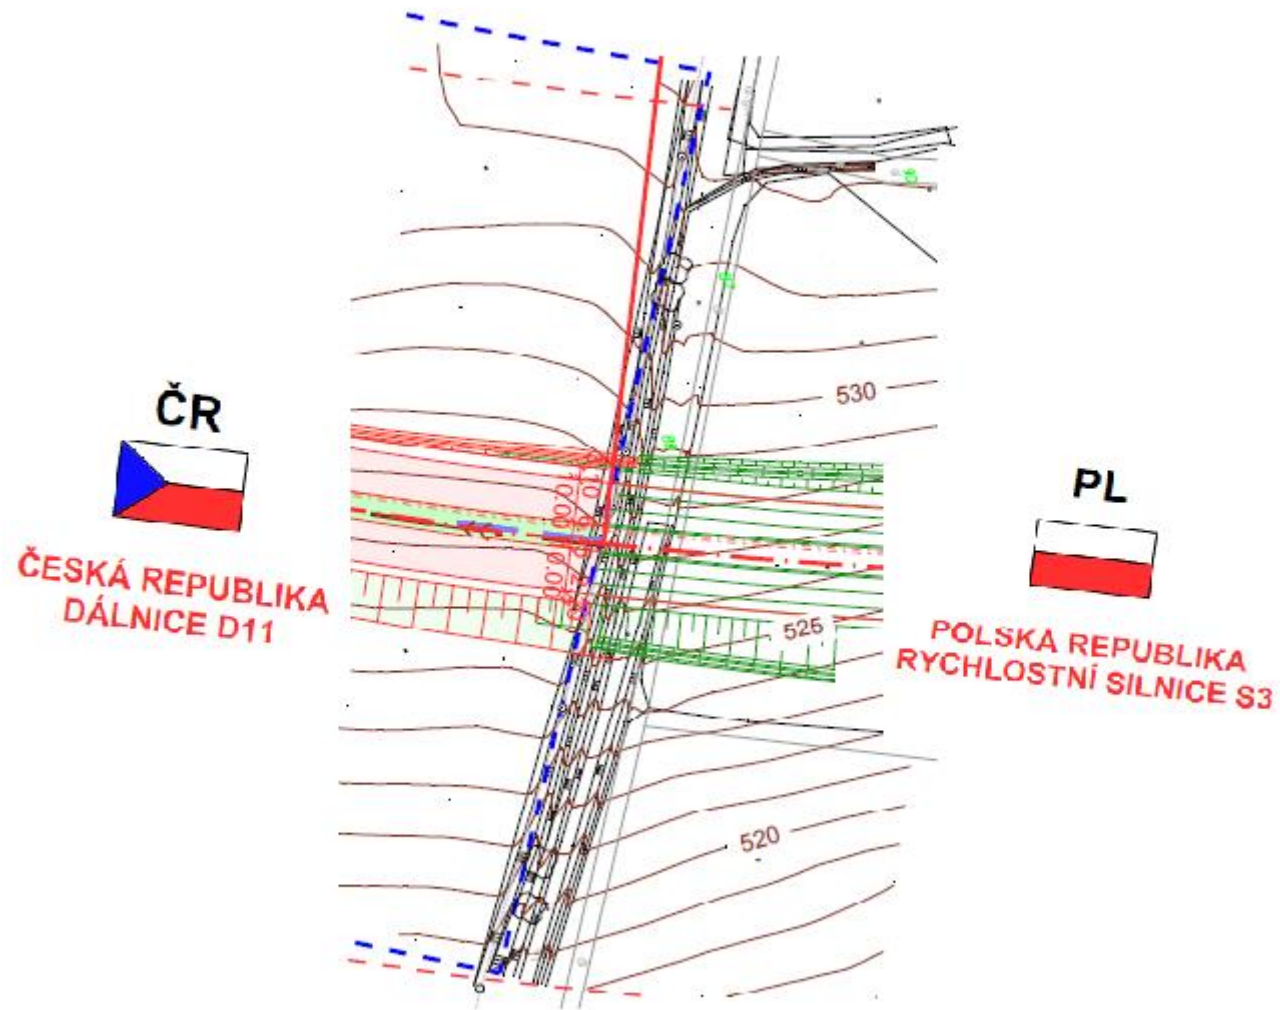 ČR
ČESKÁ REPUBLIKA
DÁLNICE D11
PL
POLSKÁ REPUBLIKA
RYCHLOSTNÍ SILNICE S3
530
525
520